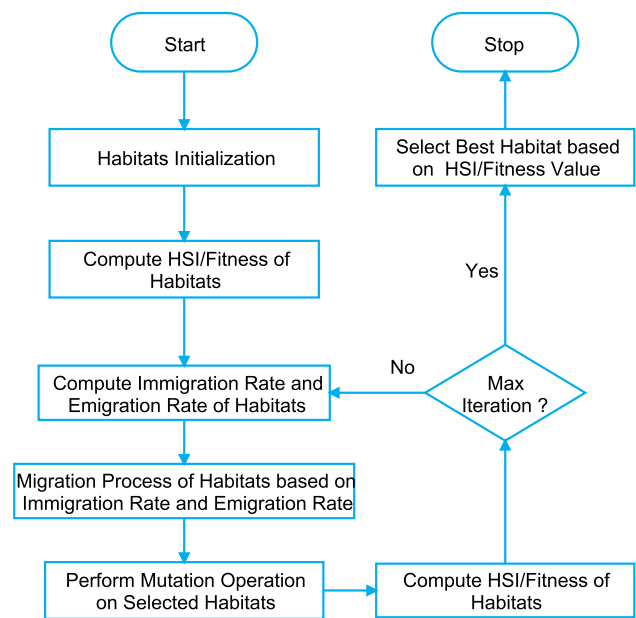 Start
Habitats Initialization
Compute HSI/Fitness of
Habitats
Compute Immigration Rate and
Emigration Rate of Habitats
Migration Process of Habitats based on
Immigration Rate and Emigration Rate
Perform Mutation Operation
on Selected Habitats
Compute HSI/Fitness of
Habitats
Max
Iteration ?
No
Yes
Select Best Habitat based
on HSI/Fitness Value
Stop